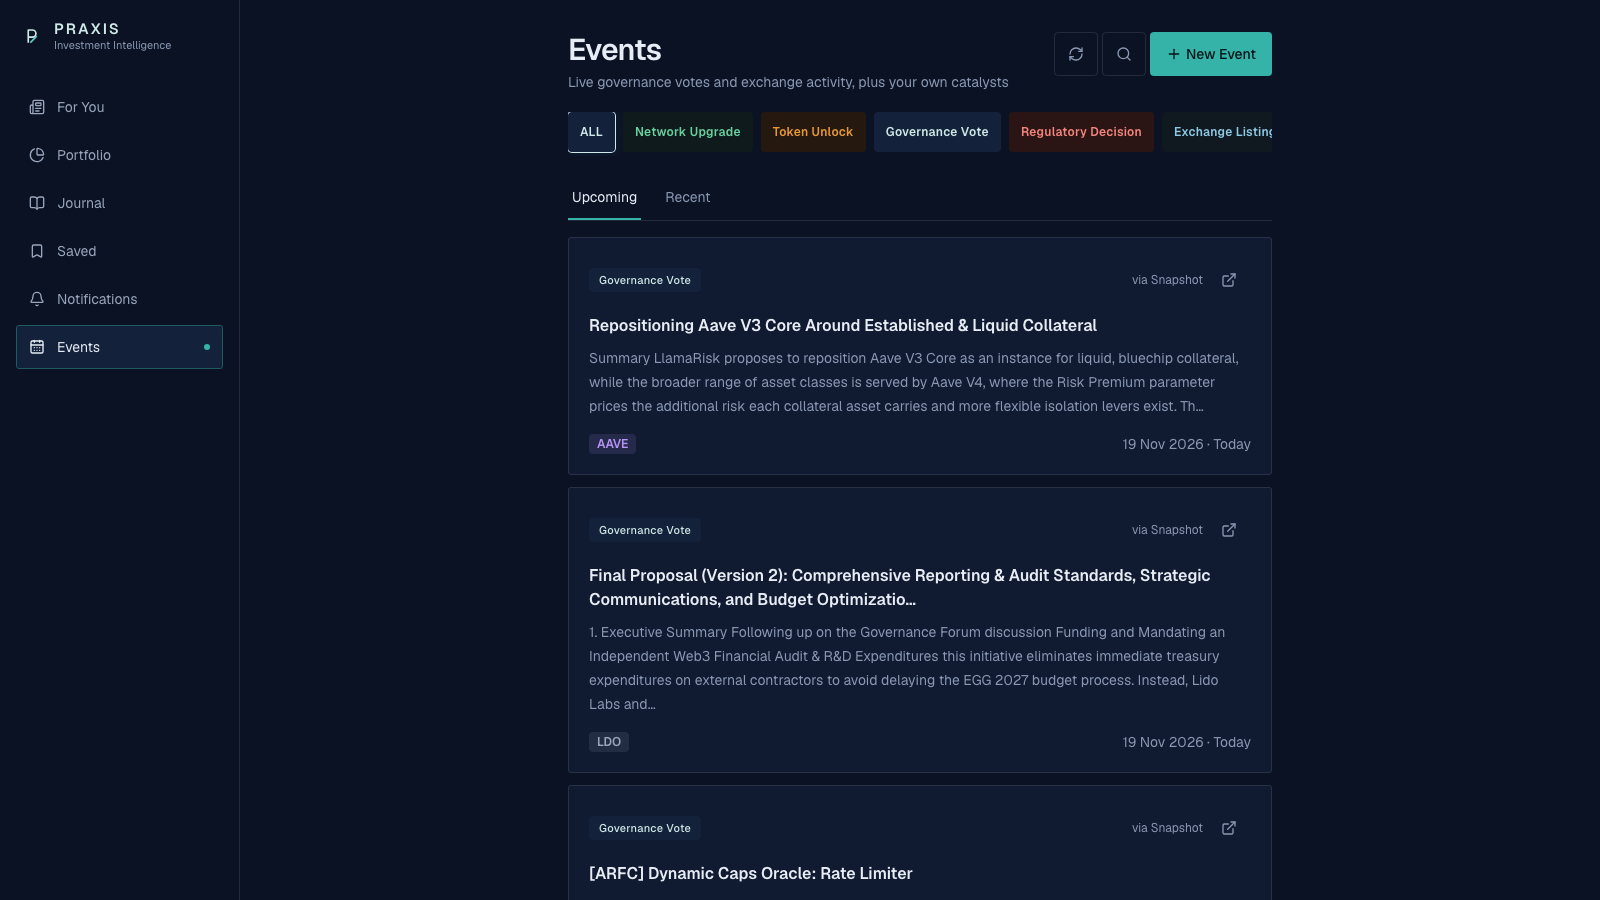 PRAXIS
Investment Intelligence
For You
Portfolio
Journal
Saved
Notifications
Events
Events
Live governance votes and exchange activity, plus your own catalysts
New Event
ALL
Network Upgrade
Token Unlock
Governance Vote
Regulatory Decision
Exchange Listing
Upcoming
Recent
Governance Vote
via Snapshot
Repositioning Aave V3 Core Around Established & Liquid Collateral
Summary LlamaRisk proposes to reposition Aave V3 Core as an instance for liquid, bluechip collateral,
while the broader range of asset classes is served by Aave V4, where the Risk Premium parameter
prices the additional risk each collateral asset carries and more flexible isolation levers exist. Th...
AAVE
19 Nov 2026 · Today
Governance Vote
via Snapshot
Final Proposal (Version 2): Comprehensive Reporting & Audit Standards, Strategic
Communications, and Budget Optimizatio...
1. Executive Summary Following up on the Governance Forum discussion Funding and Mandating an
Independent Web3 Financial Audit & R&D Expenditures this initiative eliminates immediate treasury
expenditures on external contractors to avoid delaying the EGG 2027 budget process. Instead, Lido
Labs and...
LDO
19 Nov 2026 · Today
Governance Vote
via Snapshot
[ARFC] Dynamic Caps Oracle: Rate Limiter